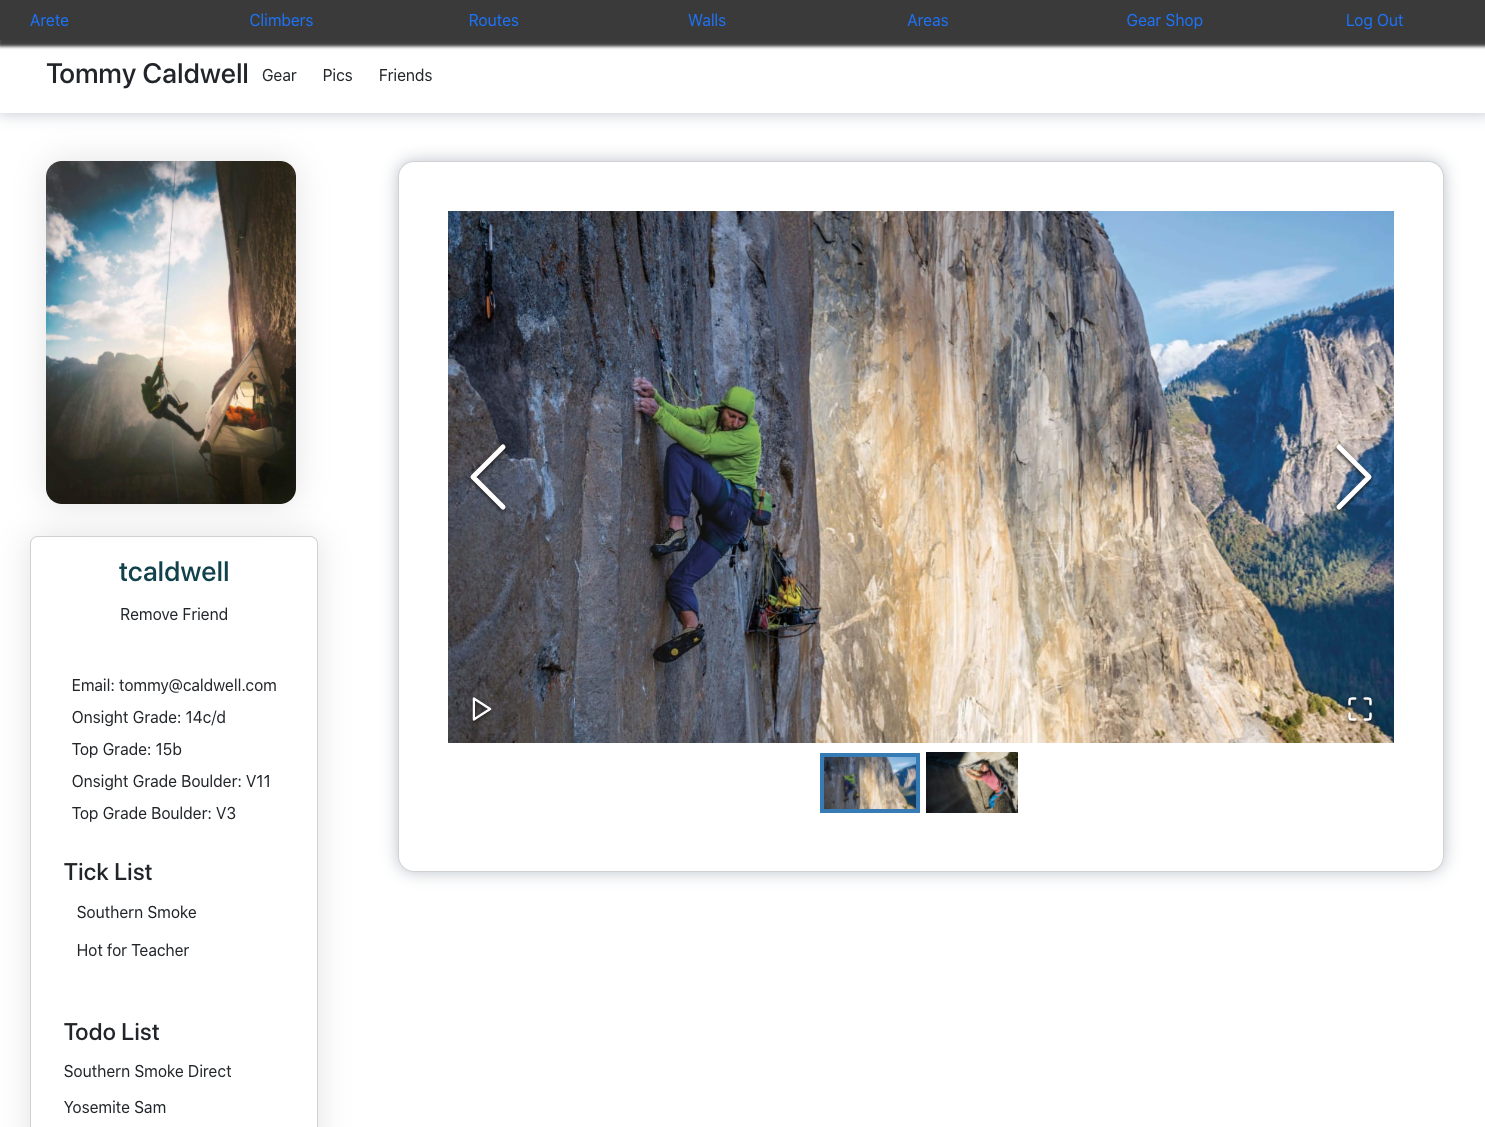 Arete Climbers Routes Walls Areas Gear Shop Log Out
Tommy Caldwell Gear Pics Friends
tcaldwell
Remove Friend
Email: tommy@caldwell.com
Onsight Grade: 14c/d
Top Grade: 15b
Onsight Grade Boulder: V11
Top Grade Boulder: V3
Tick List
Southern Smoke
Hot for Teacher
Todo List
Southern Smoke Direct
Yosemite Sam